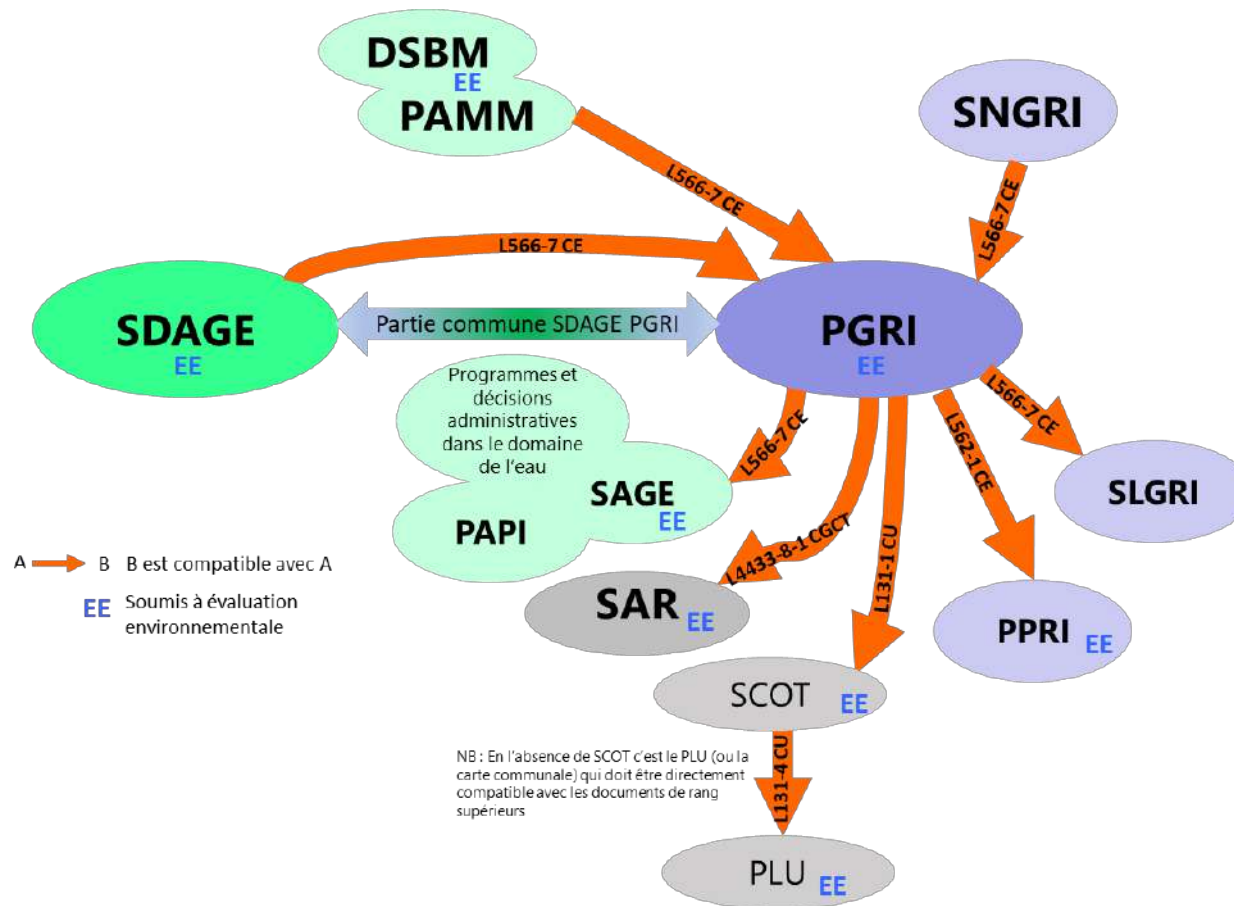 DSBM
EE
PAMM
SNGRI
L566-7 CE
L566-7 CE
L566-7 CE
SDAGE
EE
Partie commune SDAGE PGRI
PGRI
EE
Programmes et
décisions
administratives
dans le domaine
de l'eau
SAGE
EE
PAPI
L566-7 CE
L4433-8-1 CGCT
L131-1 CU
L562-1 CE
L566-7 CE
SLGRI
A B B est compatible avec A
EE Soumis à évaluation
environnementale
SAR EE
PPRI EE
SCOT
EE
NB : En l'absence de SCOT c'est le PLU (ou la
carte communale) qui doit être directement
compatible avec les documents de rang
supérieurs
L131-4 CU
PLU EE